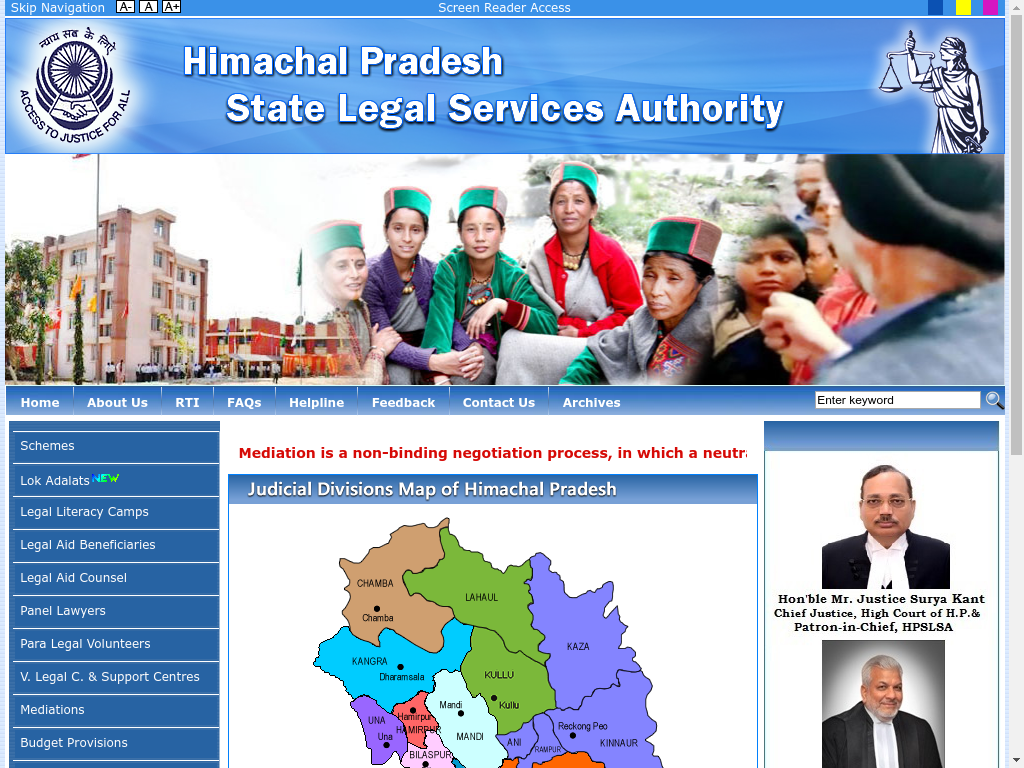 Skip Navigation A- A A+ Screen Reader Access
न्याय सब के लिए
ACCESS TO JUSTICE FOR ALL
Himachal Pradesh
State Legal Services Authority
Home About Us RTI FAQs Helpline Feedback Contact Us Archives Enter keyword
Schemes
Lok Adalats NEW
Legal Literacy Camps
Legal Aid Beneficiaries
Legal Aid Counsel
Panel Lawyers
Para Legal Volunteers
V. Legal C. & Support Centres
Mediations
Budget Provisions
Mediation is a non-binding negotiation process, in which a neutra
Judicial Divisions Map of Himachal Pradesh
CHAMBA
Chamba
LAHAUL
KAZA
KANGRA
Dharamsala
KULLU
Kullu
Mandi
MANDI
UNA
Una
Hamirpur
HAMIRPUR
BILASPUR
ANI
RAMPUR
Reckong Peo
KINNAUR
Hon'ble Mr. Justice Surya Kant
Chief Justice, High Court of H.P.&
Patron-in-Chief, HPSLSA